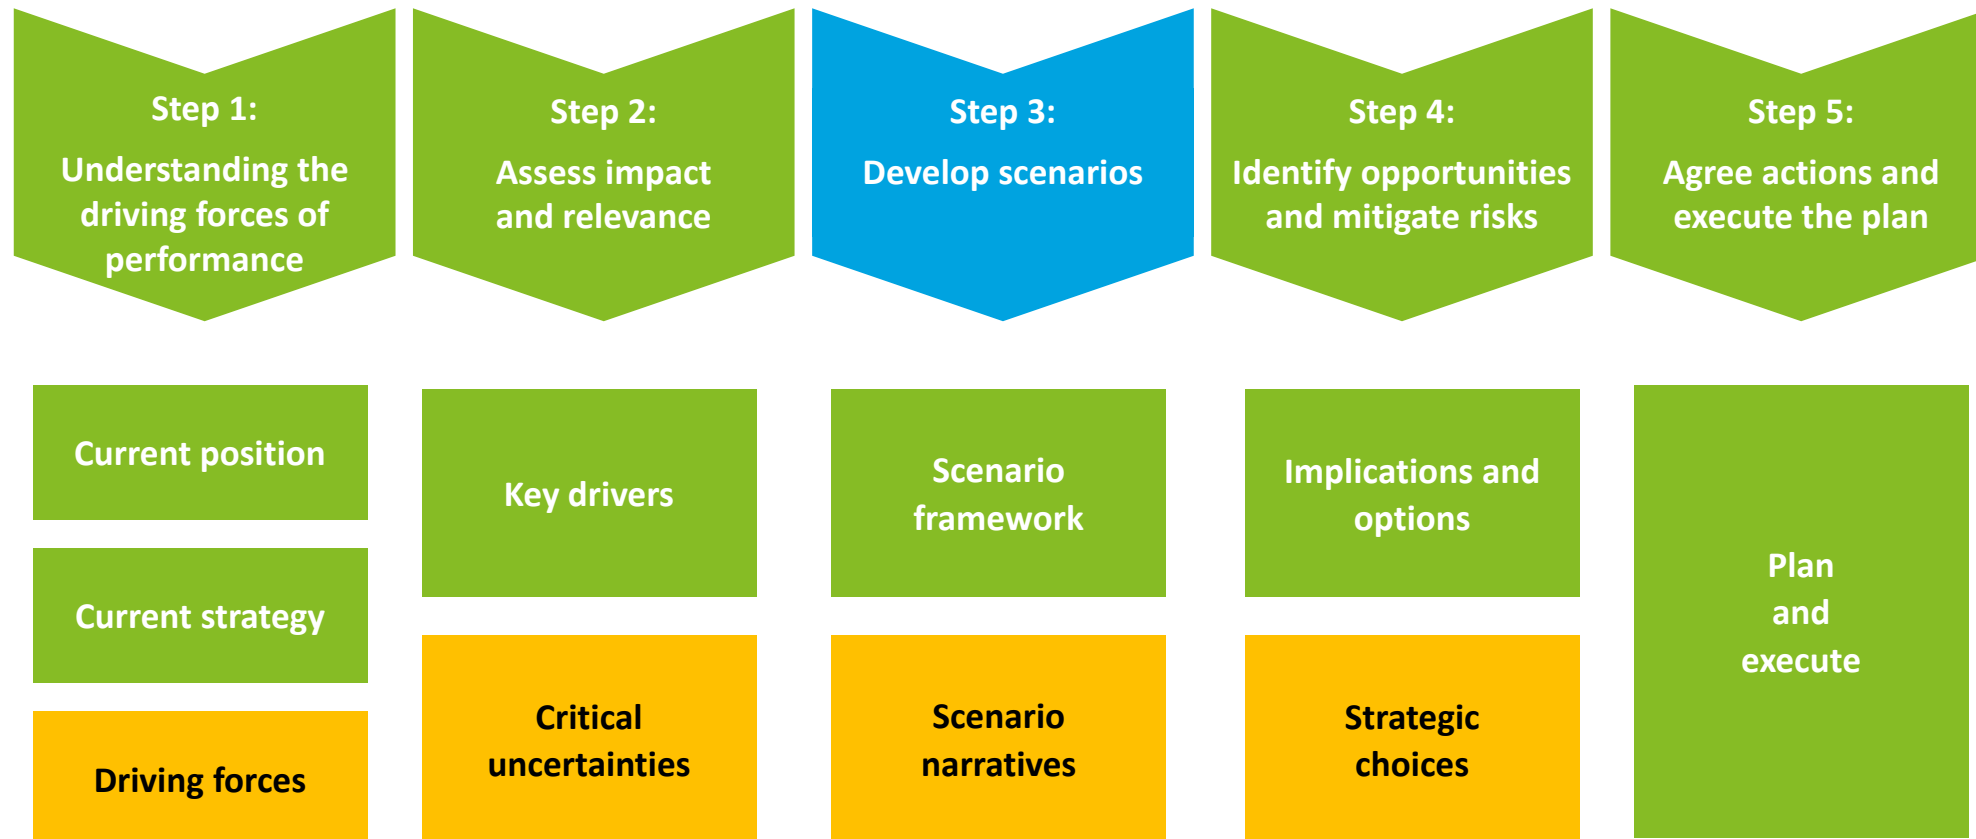 Step 1:
Understanding the
driving forces of
performance
Step 2:
Assess impact
and relevance
Step 3:
Develop scenarios
Step 4:
Identify opportunities
and mitigate risks
Step 5:
Agree actions and
execute the plan
Current position
Current strategy
Driving forces
Key drivers
Critical
uncertainties
Scenario
framework
Scenario
narratives
Implications and
options
Strategic
choices
Plan
and
execute